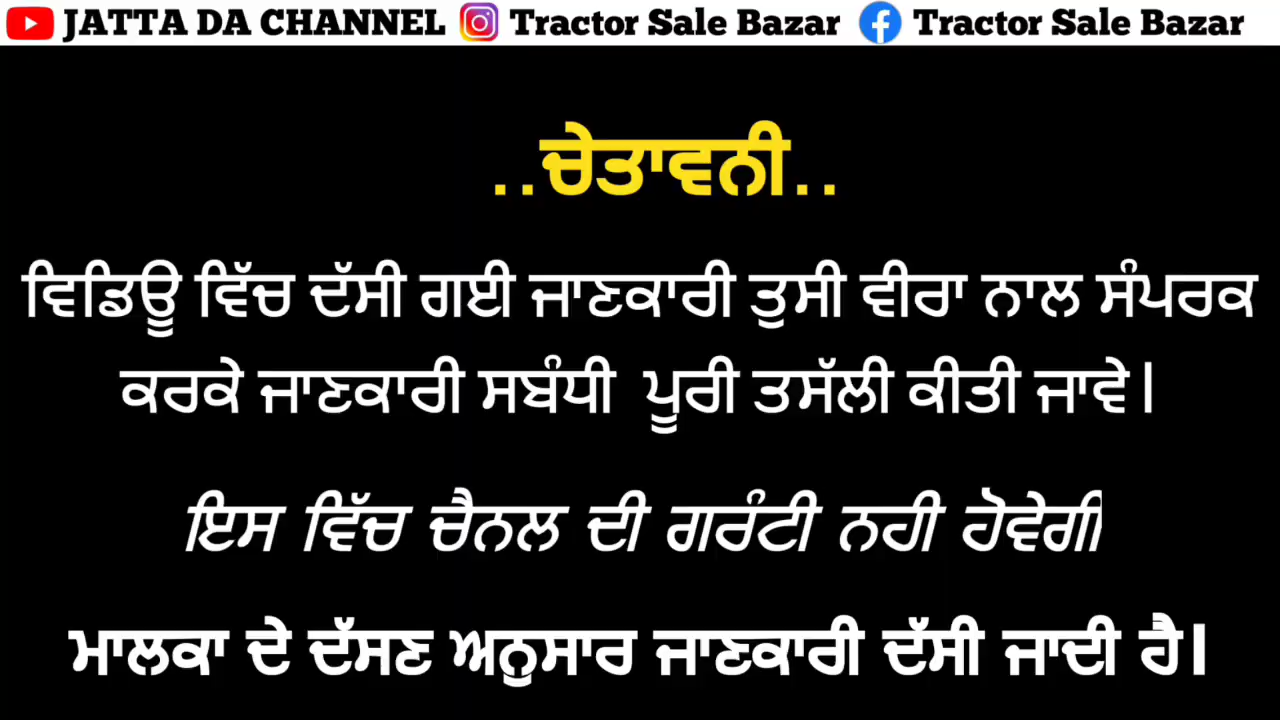 JATTA DA CHANNEL Tractor Sale Bazar Tractor Sale Bazar
..ਚੇਤਾਵਨੀ..
ਵਿਡਿਊ ਵਿੱਚ ਦੱਸੀ ਗਈ ਜਾਣਕਾਰੀ ਤੁਸੀ ਵੀਰਾ ਨਾਲ ਸੰਪਰਕ
ਕਰਕੇ ਜਾਣਕਾਰੀ ਸਬੰਧੀ ਪੂਰੀ ਤਸੱਲੀ ਕੀਤੀ ਜਾਵੇ।
ਇਸ ਵਿੱਚ ਚੈਨਲ ਦੀ ਗਰੰਟੀ ਨਹੀ ਹੋਵੇਗੀ
ਮਾਲਕਾ ਦੇ ਦੱਸਣ ਅਨੁਸਾਰ ਜਾਣਕਾਰੀ ਦੱਸੀ ਜਾਦੀ ਹੈ।